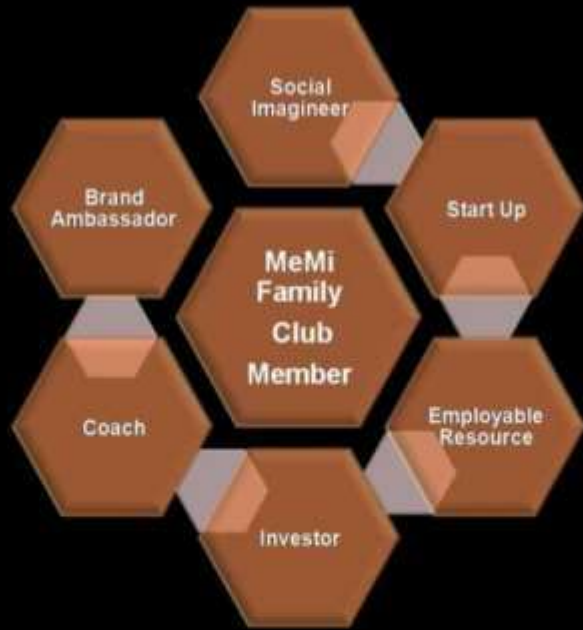 Social
Imagineer
Brand
Ambassador
Start Up
MeMi
Family
Club
Member
Coach
Employable
Resource
Investor